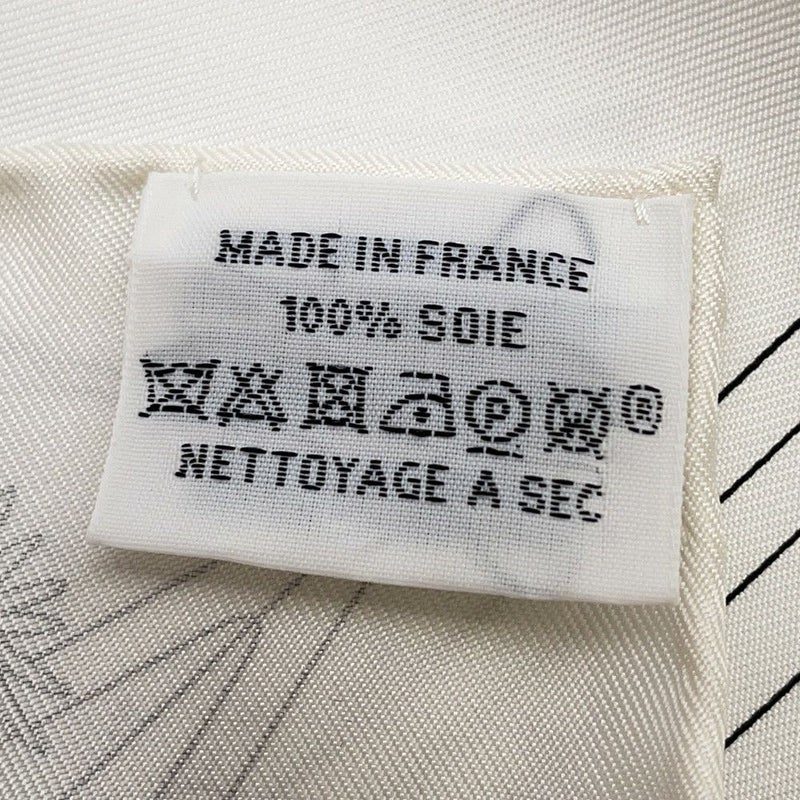 MADE IN FRANCE
100% SOIE
P W ®
NETTOYAGE A SEC